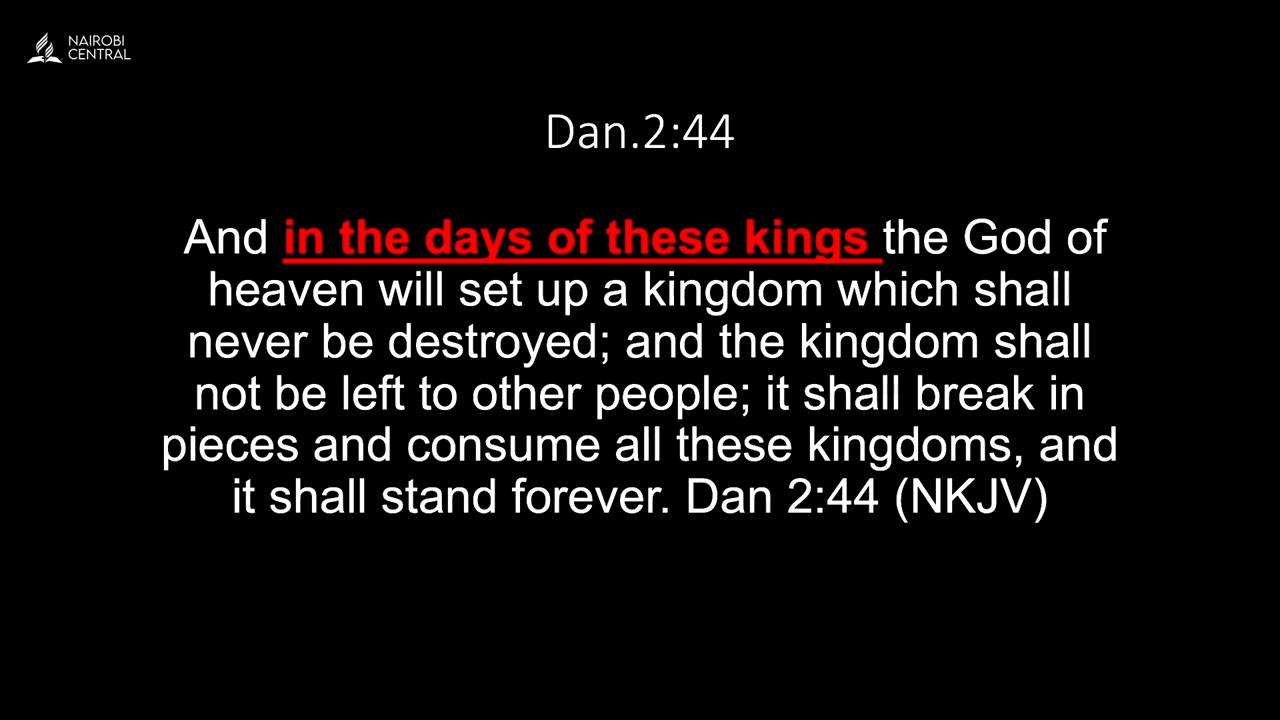 NAIROBI
CENTRAL
Dan.2:44
And in the days of these kings the God of
heaven will set up a kingdom which shall
never be destroyed; and the kingdom shall
not be left to other people; it shall break in
pieces and consume all these kingdoms, and
it shall stand forever. Dan 2:44 (NKJV)